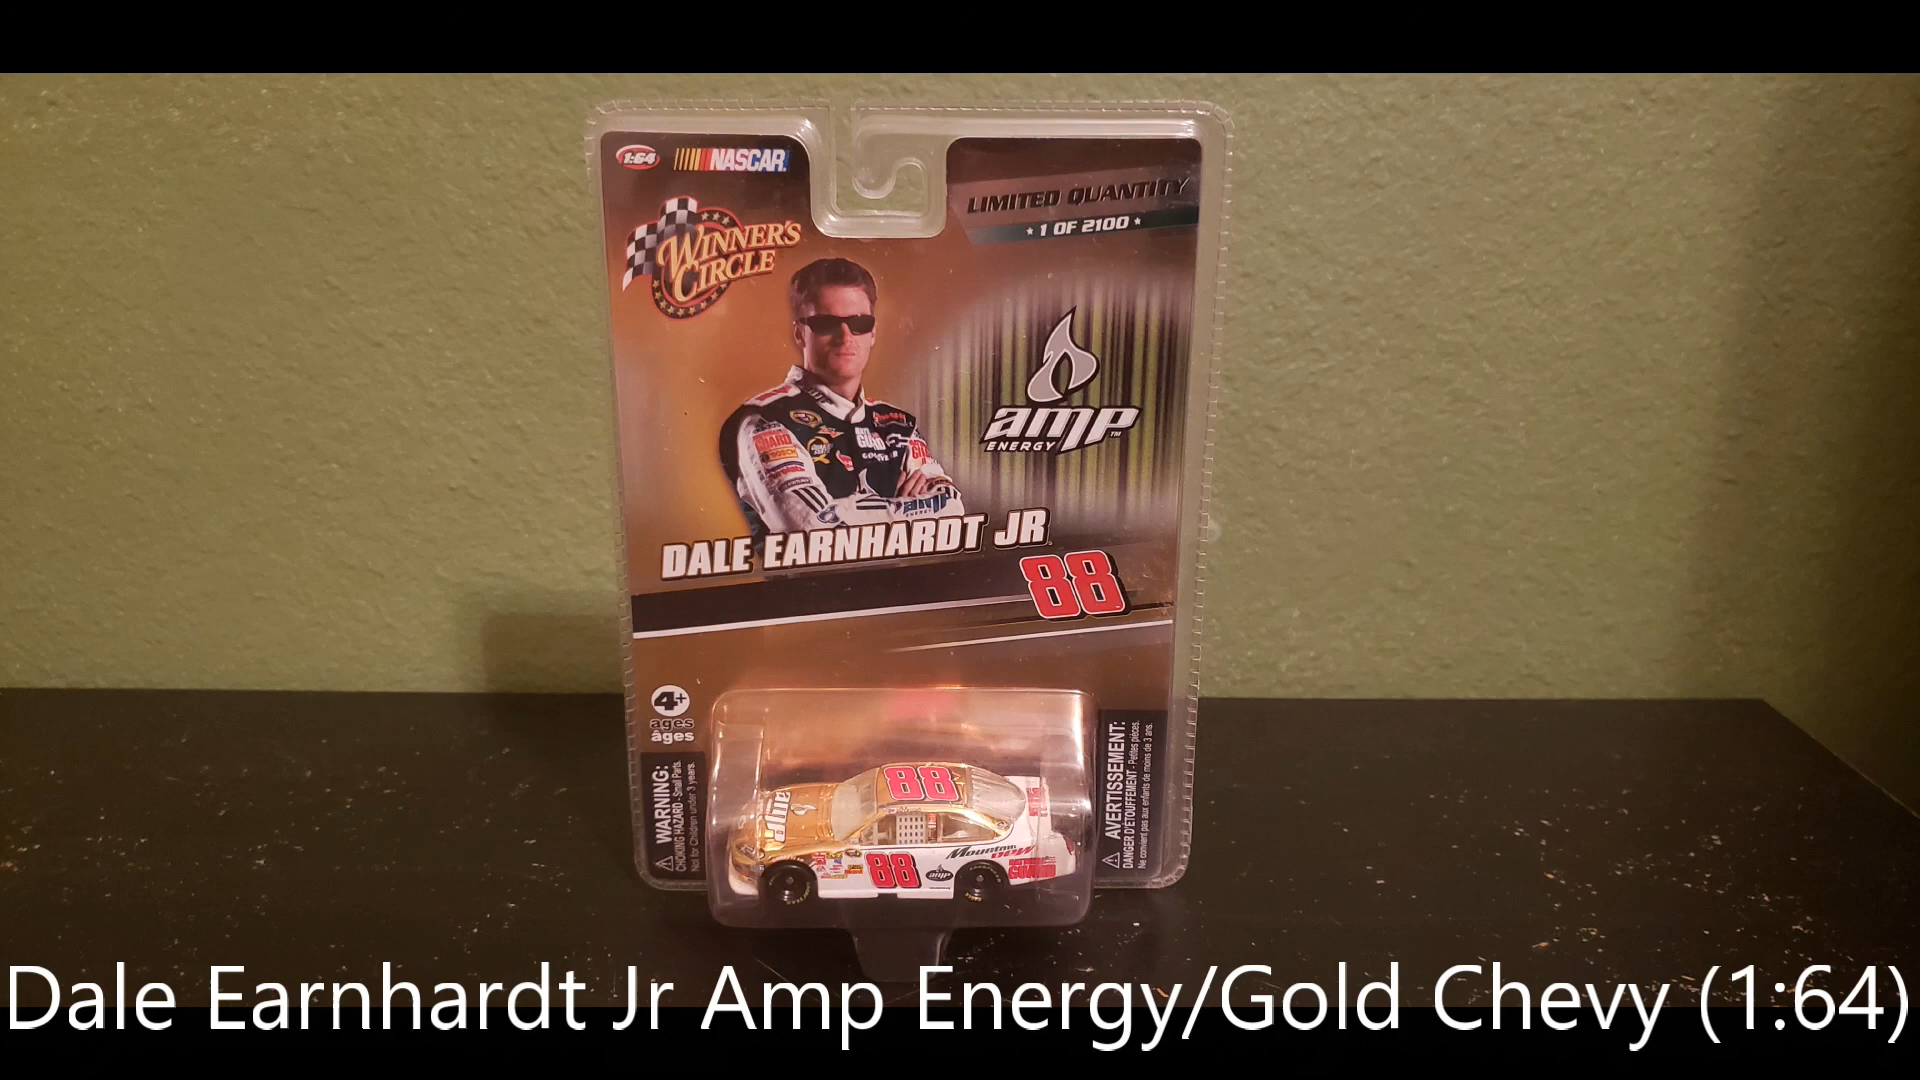 1:64 NASCAR
LIMITED QUANTITY
1 OF 2100
WINNER'S
CIRCLE
amp
ENERGY
DALE EARNHARDT JR
88
4+
ages
âges
WARNING:
CHOKING HAZARD - Small Parts.
Not for Children under 3 years.
AVERTISSEMENT:
DANGER D'ÉTOUFFEMENT - Petites pièces.
Ne convient pas aux enfants de moins de 3 ans.
88
amp
88
Mountain
Dew
amp
GUARD
Dale Earnhardt Jr Amp Energy/Gold Chevy (1:64)